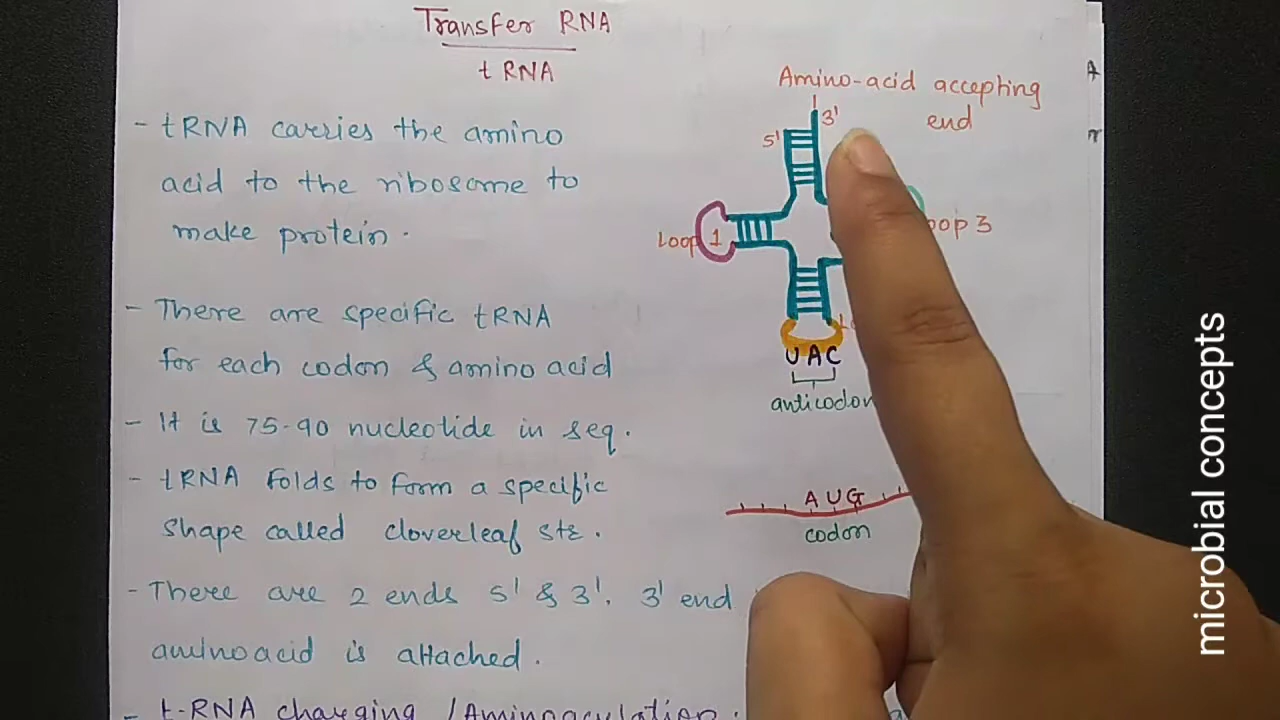 Transfer RNA
tRNA
- tRNA carries the amino
acid to the ribosome to
make protein.
- There are specific tRNA
for each codon & amino acid
- It is 75-90 nucleotide in seq.
- tRNA folds to form a specific
shape called cloverleaf str.
- There are 2 ends 5' & 3'. 3' end
aminoacid is attached.
- t-RNA charging /Aminoacylation.
Amino-acid accepting
end
3'
5'
Loop 1
oop 3
UAC
anticodon
AUG
codon
microbial concepts